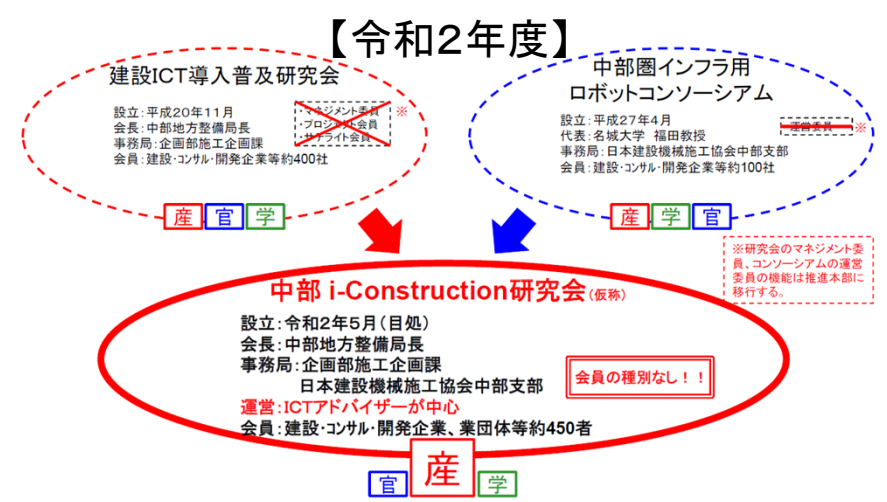 【令和2年度】
建設ICT導入普及研究会
設立:平成20年11月
会長:中部地方整備局長
事務局:企画部施工企画課
会員:建設・コンサル・開発企業等約400社
・マネジメント委員
・プロジェクト会員
・サテライト会員
※
産 官 学
中部圏インフラ用
ロボットコンソーシアム
設立:平成27年4月
代表:名城大学 福田教授
事務局:日本建設機械施工協会中部支部
会員:建設・コンサル・開発企業等約100社
運営委員
※
産 学 官
※研究会のマネジメント委
員、コンソーシアムの運営
委員の機能は推進本部に
移行する。
中部 i-Construction研究会(仮称)
設立:令和2年5月(目処)
会長:中部地方整備局長
事務局:企画部施工企画課
日本建設機械施工協会中部支部
運営:ICTアドバイザーが中心
会員:建設・コンサル・開発企業、業団体等約450者
会員の種別なし!!
官 産 学